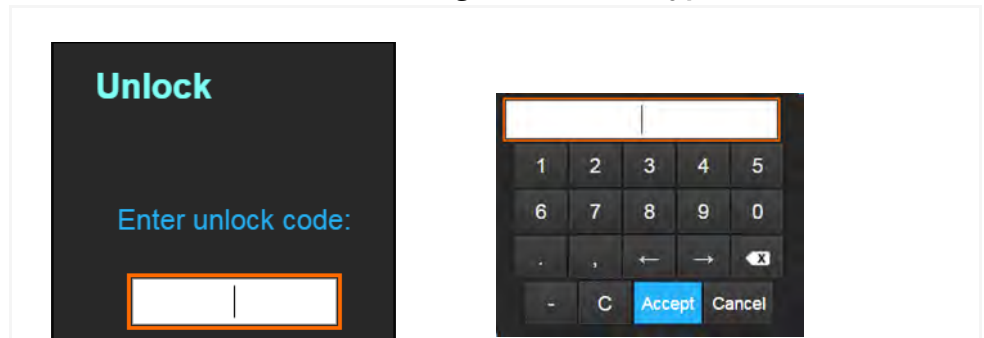 Unlock
Enter unlock code:
1 2 3 4 5
6 7 8 9 0
. , ← →
- C Accept Cancel